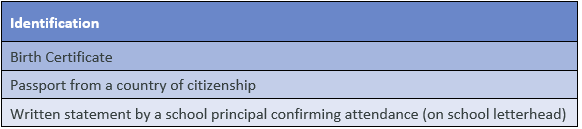 Identification
Birth Certificate
Passport from a country of citizenship
Written statement by a school principal confirming attendance (on school letterhead)